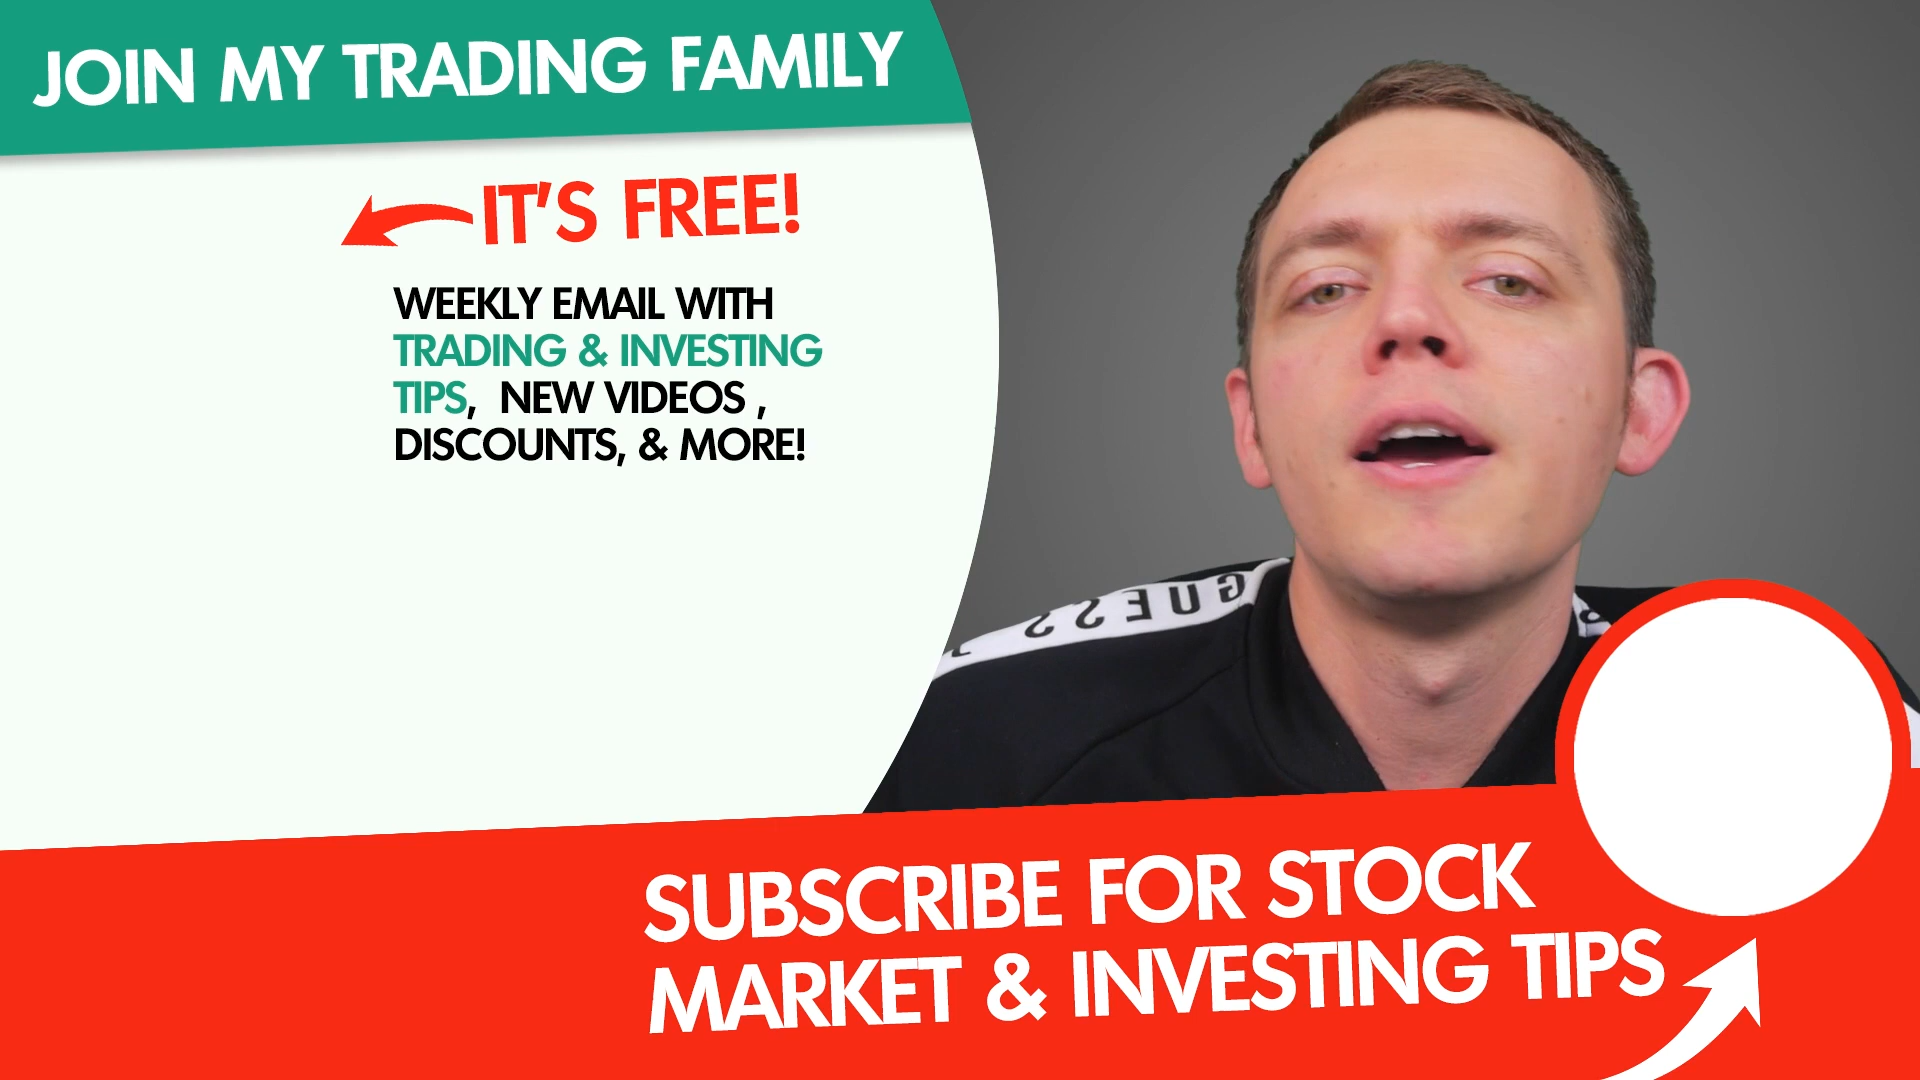 JOIN MY TRADING FAMILY
IT'S FREE!
WEEKLY EMAIL WITH
TRADING & INVESTING
TIPS, NEW VIDEOS ,
DISCOUNTS, & MORE!
GUESS
SUBSCRIBE FOR STOCK
MARKET & INVESTING TIPS